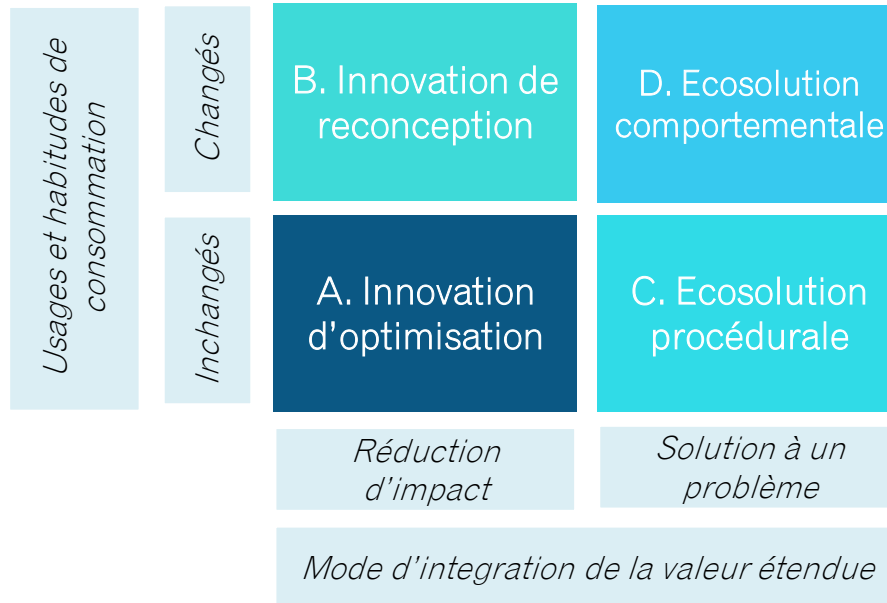 Usages et habitudes de
consommation
Changés
B. Innovation de
reconception
D. Ecosolution
comportementale
Inchangés
A. Innovation
d'optimisation
C. Ecosolution
procédurale
Réduction
d'impact
Solution à un
problème
Mode d'integration de la valeur étendue